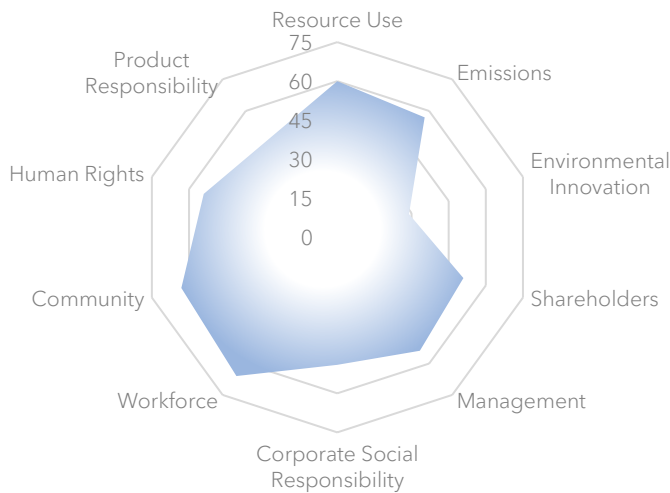 Resource Use
75
60
45
30
15
0
Emissions
Environmental
Innovation
Shareholders
Management
Corporate Social
Responsibility
Workforce
Community
Human Rights
Product
Responsibility